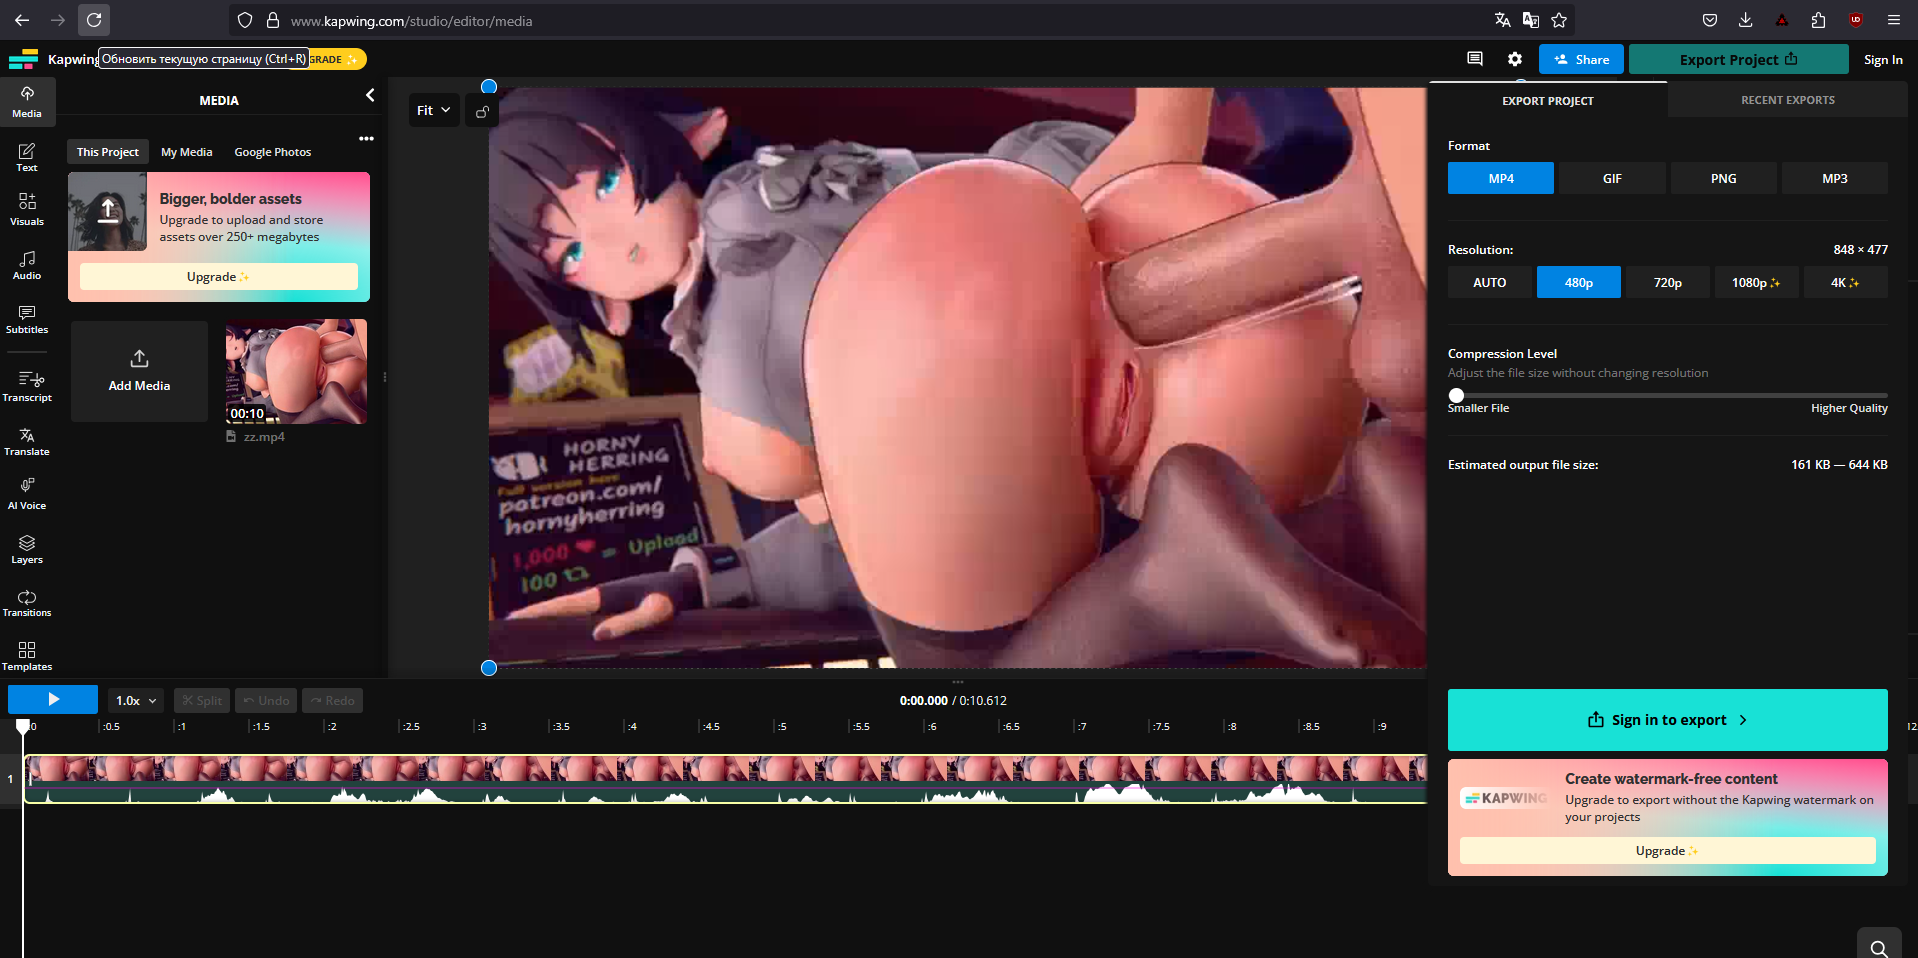 www.kapwing.com/studio/editor/media
Kapwing
Обновить текущую страницу (Ctrl+R)
GRADE
Share
Export Project
Sign In
Media
Text
Visuals
Audio
Subtitles
Transcript
Translate
AI Voice
Layers
Transitions
Templates
MEDIA
This Project
My Media
Google Photos
Bigger, bolder assets
Upgrade to upload and store
assets over 250+ megabytes
Upgrade
Add Media
00:10
zz.mp4
Fit
HORNY
HERRING
Full version here
patreon.com/
hornyherring
1,000 = Upload
100
EXPORT PROJECT
RECENT EXPORTS
Format
MP4
GIF
PNG
MP3
Resolution:
848 × 477
AUTO
480p
720p
1080p
4K
Compression Level
Adjust the file size without changing resolution
Smaller File
Higher Quality
Estimated output file size:
161 KB — 644 KB
Sign in to export
KAPWING
Create watermark-free content
Upgrade to export without the Kapwing watermark on
your projects
Upgrade
1.0x
Split
Undo
Redo
0:00.000 / 0:10.612
:0 :0.5 :1 :1.5 :2 :2.5 :3 :3.5 :4 :4.5 :5 :5.5 :6 :6.5 :7 :7.5 :8 :8.5 :9 12
1